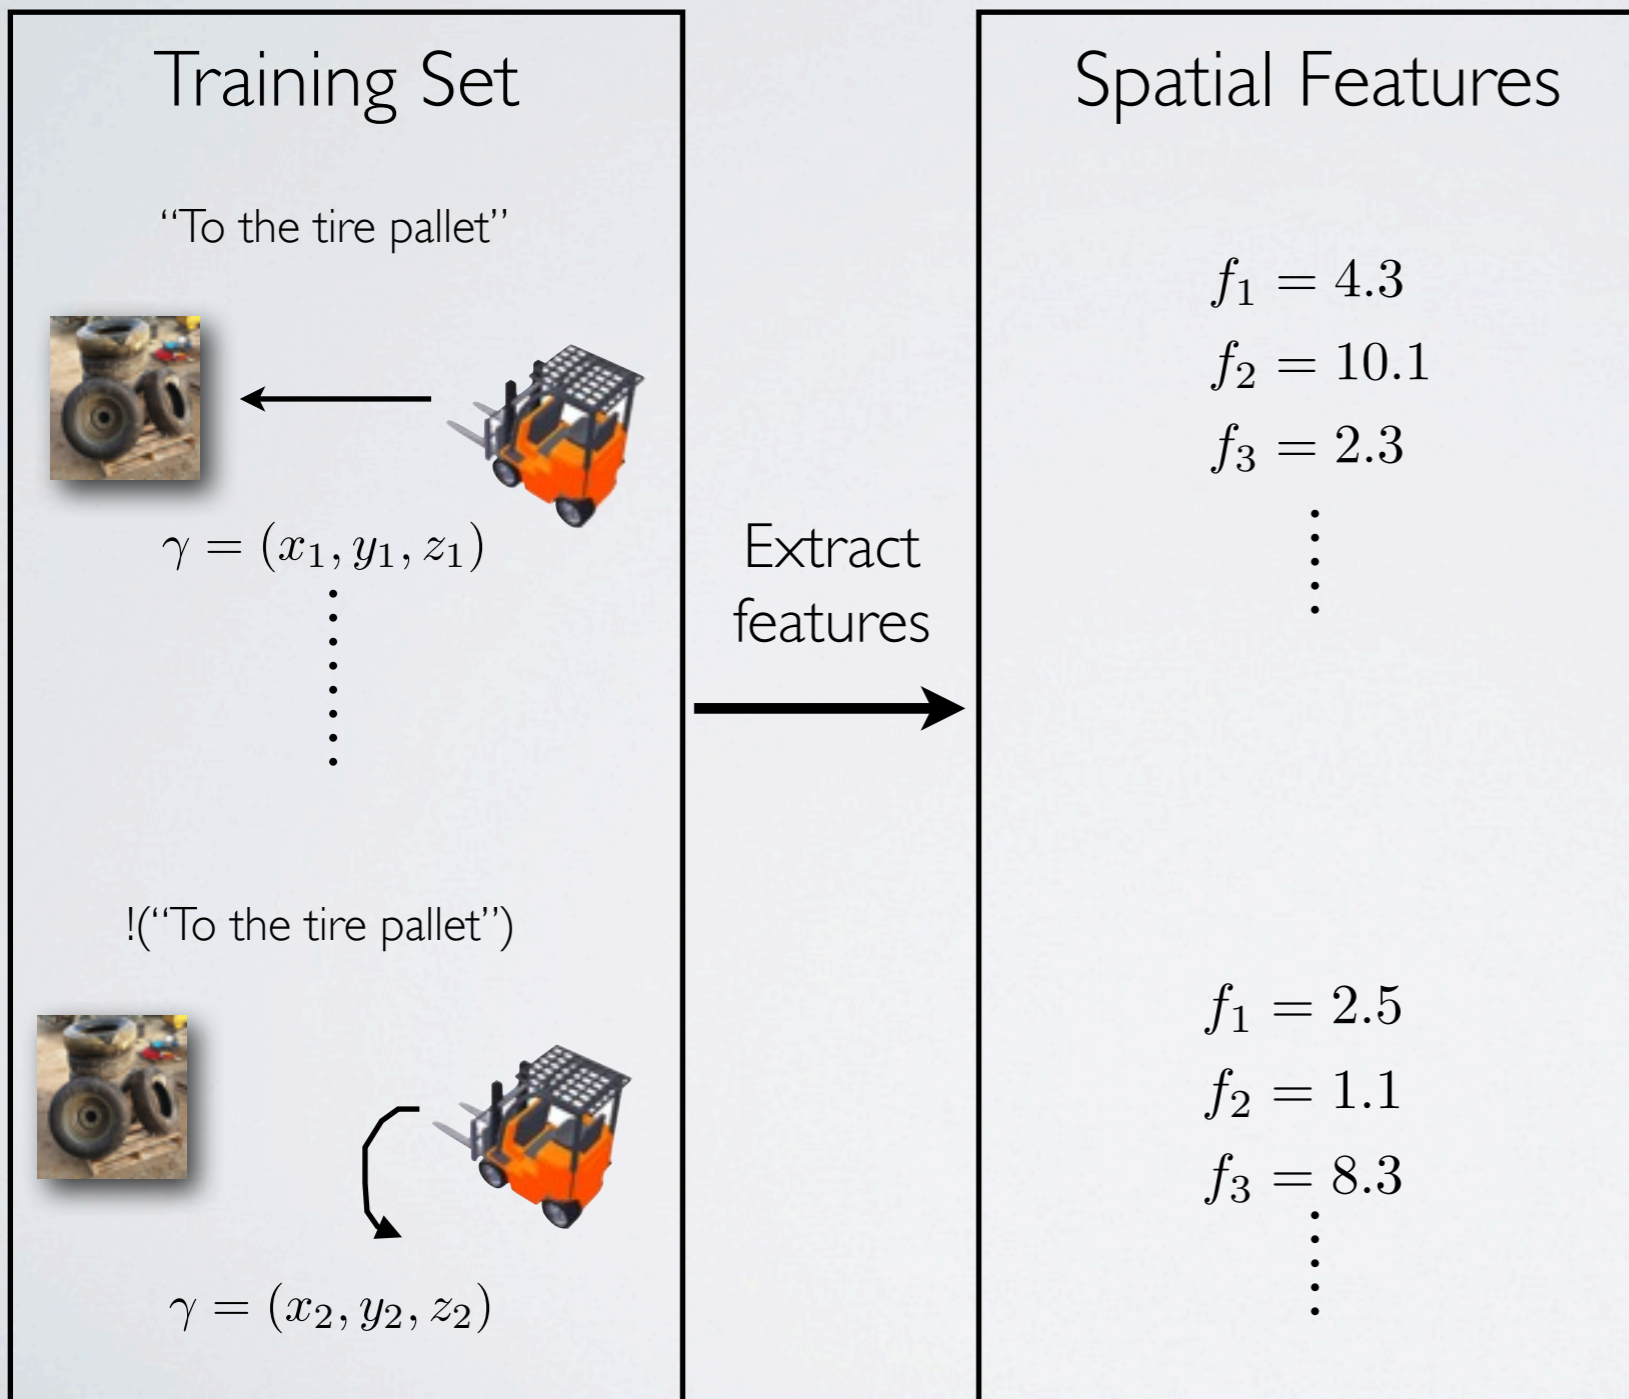 Training Set
“To the tire pallet”
γ = (x₁, y₁, z₁)
!(“To the tire pallet”)
γ = (x₂, y₂, z₂)
Extract
features
Spatial Features
f₁ = 4.3
f₂ = 10.1
f₃ = 2.3
f₁ = 2.5
f₂ = 1.1
f₃ = 8.3